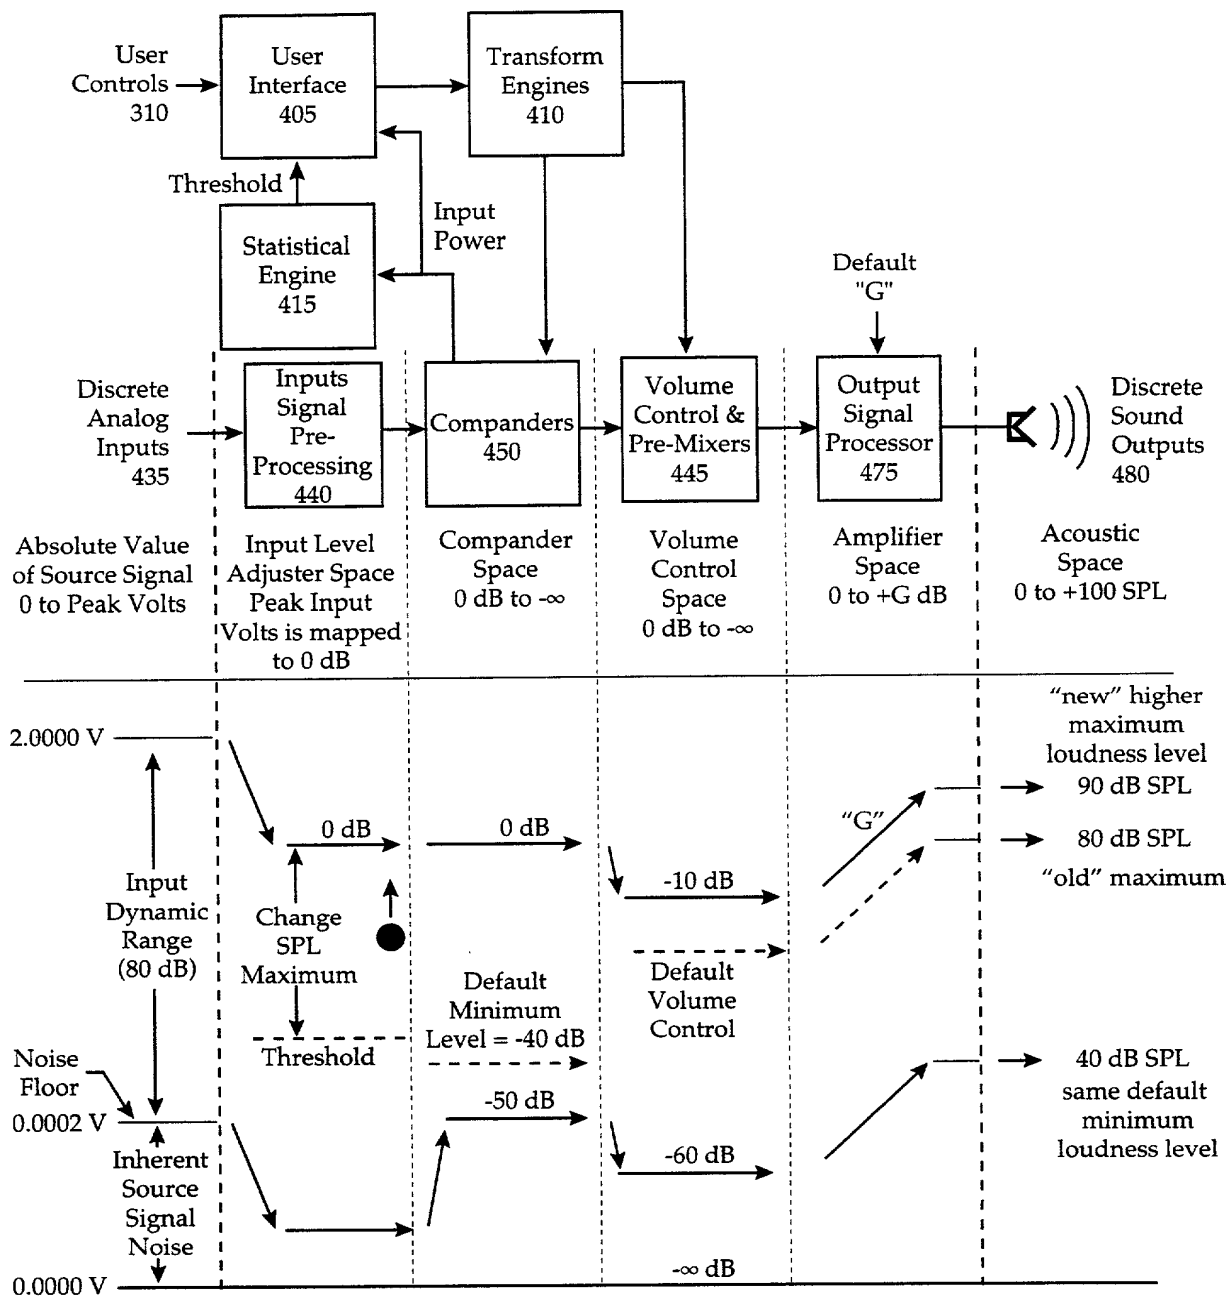 User
Controls
310
User
Interface
405
Transform
Engines
410
Threshold
Input
Power
Statistical
Engine
415
Default
"G"
Discrete
Analog
Inputs
435
Inputs
Signal
Pre-
Processing
440
Companders
450
Volume
Control &
Pre-Mixers
445
Output
Signal
Processor
475
Discrete
Sound
Outputs
480
Absolute Value
of Source Signal
0 to Peak Volts
Input Level
Adjuster Space
Peak Input
Volts is mapped
to 0 dB
Compander
Space
0 dB to -∞
Volume
Control
Space
0 dB to -∞
Amplifier
Space
0 to +G dB
Acoustic
Space
0 to +100 SPL
"new" higher
maximum
loudness level
2.0000 V
90 dB SPL
0 dB
0 dB
"G"
80 dB SPL
-10 dB
"old" maximum
Input
Dynamic
Range
(80 dB)
Change
SPL
Maximum
Default
Minimum
Level = -40 dB
Default
Volume
Control
Threshold
Noise
Floor
40 dB SPL
same default
minimum
loudness level
-50 dB
0.0002 V
-60 dB
Inherent
Source
Signal
Noise
-∞ dB
0.0000 V